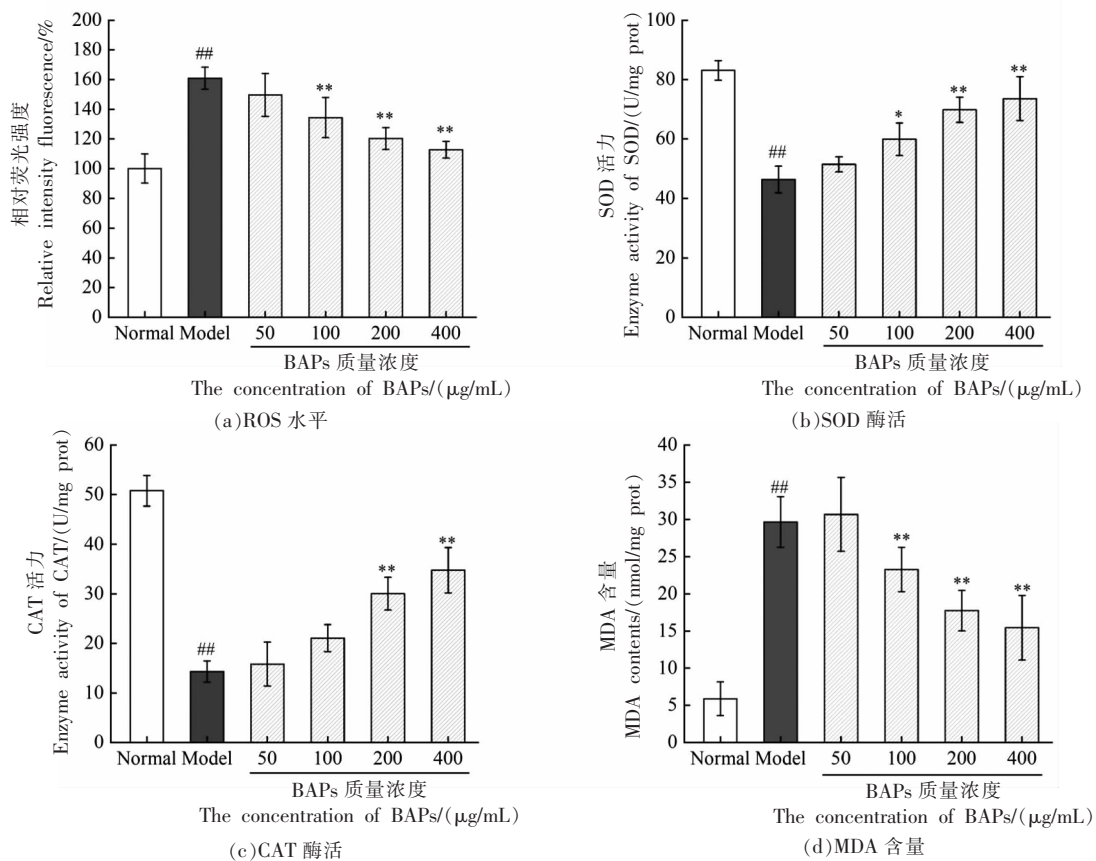 相对荧光强度
Relative intensity fluorescence/%
200
180
160
140
120
100
80
60
40
20
0
##
**
**
**
Normal Model 50 100 200 400
BAPs 质量浓度
The concentration of BAPs/(μg/mL)
(a)ROS 水平
SOD 活力
Enzyme activity of SOD/(U/mg prot)
100
80
60
40
20
0
##
*
**
**
Normal Model 50 100 200 400
BAPs 质量浓度
The concentration of BAPs/(μg/mL)
(b)SOD 酶活
CAT 活力
Enzyme activity of CAT/(U/mg prot)
60
50
40
30
20
10
0
##
**
**
Normal Model 50 100 200 400
BAPs 质量浓度
The concentration of BAPs/(μg/mL)
(c)CAT 酶活
MDA 含量
MDA contents/(nmol/mg prot)
40
35
30
25
20
15
10
5
0
##
**
**
**
Normal Model 50 100 200 400
BAPs 质量浓度
The concentration of BAPs/(μg/mL)
(d)MDA 含量